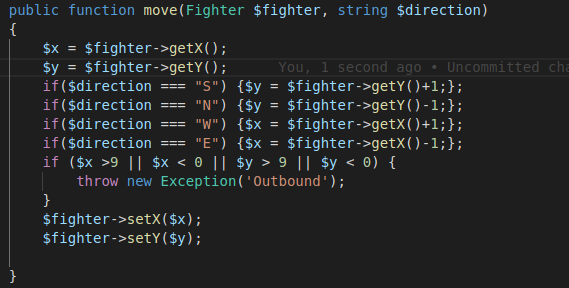 public function move(Fighter $fighter, string $direction)
{
    $x = $fighter->getX();
    $y = $fighter->getY();     You, 1 second ago • Uncommitted cha
    if($direction === "S") {$y = $fighter->getY()+1;};
    if($direction === "N") {$y = $fighter->getY()-1;};
    if($direction === "W") {$x = $fighter->getX()+1;};
    if($direction === "E") {$x = $fighter->getX()-1;};
    if ($x >9 || $x < 0 || $y > 9 || $y < 0) {
        throw new Exception('Outbound');
    }
    $fighter->setX($x);
    $fighter->setY($y);
}